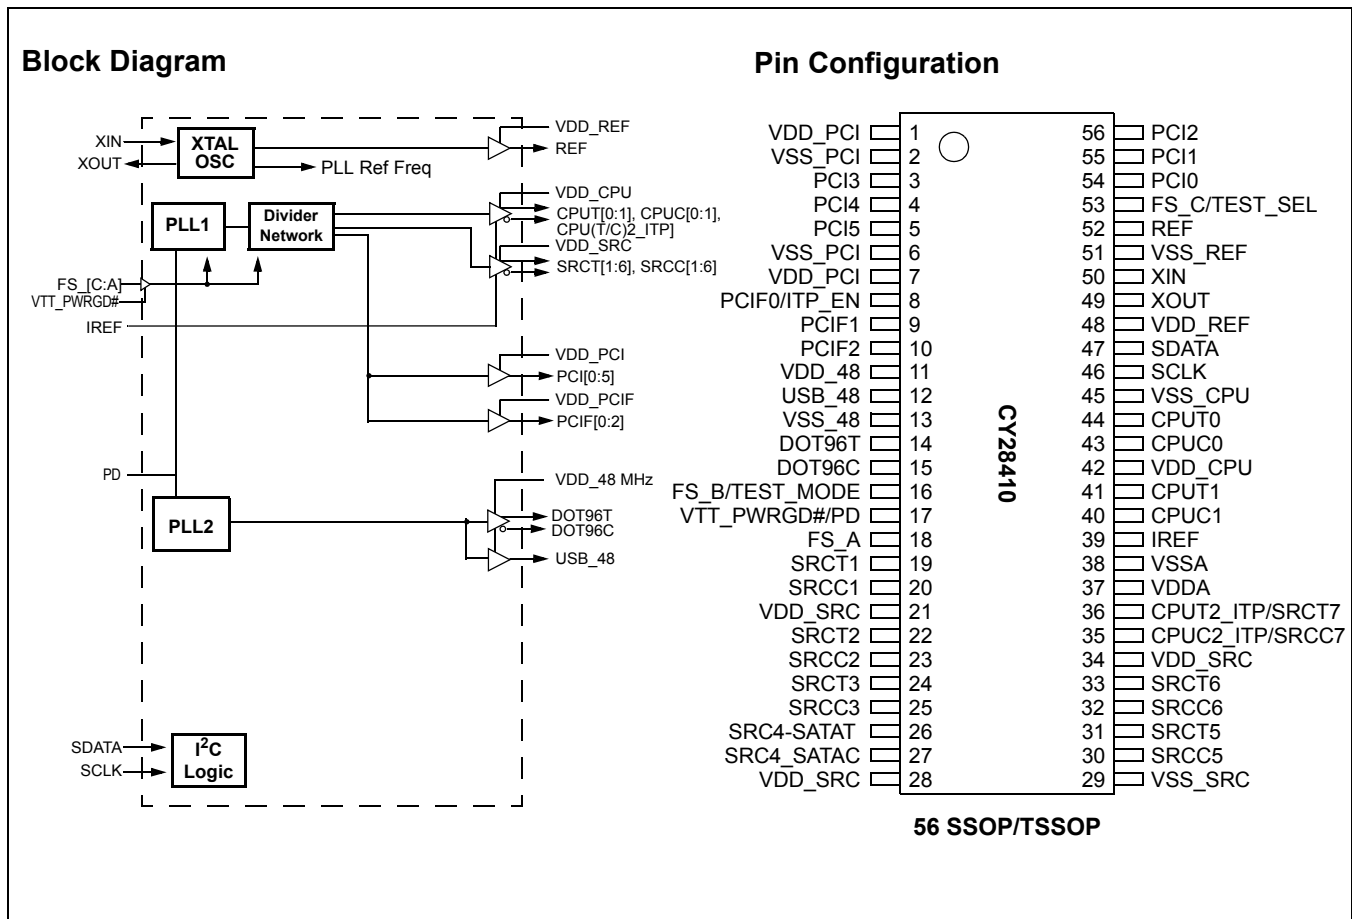 Block Diagram
XIN
XOUT
XTAL
OSC
PLL Ref Freq
VDD_REF
REF
PLL1
Divider
Network
VDD_CPU
CPUT[0:1], CPUC[0:1],
CPU(T/C)2_ITP]
VDD_SRC
SRCT[1:6], SRCC[1:6]
FS_[C:A]
VTT_PWRGD#
IREF
VDD_PCI
PCI[0:5]
VDD_PCIF
PCIF[0:2]
PD
PLL2
VDD_48 MHz
DOT96T
DOT96C
USB_48
SDATA
SCLK
I2C
Logic
Pin Configuration
VDD_PCI 1 56 PCI2
VSS_PCI 2 55 PCI1
PCI3 3 54 PCI0
PCI4 4 53 FS_C/TEST_SEL
PCI5 5 52 REF
VSS_PCI 6 51 VSS_REF
VDD_PCI 7 50 XIN
PCIF0/ITP_EN 8 49 XOUT
PCIF1 9 48 VDD_REF
PCIF2 10 47 SDATA
VDD_48 11 46 SCLK
USB_48 12 45 VSS_CPU
VSS_48 13 44 CPUT0
DOT96T 14 43 CPUC0
DOT96C 15 42 VDD_CPU
FS_B/TEST_MODE 16 41 CPUT1
VTT_PWRGD#/PD 17 40 CPUC1
FS_A 18 39 IREF
SRCT1 19 38 VSSA
SRCC1 20 37 VDDA
VDD_SRC 21 36 CPUT2_ITP/SRCT7
SRCT2 22 35 CPUC2_ITP/SRCC7
SRCC2 23 34 VDD_SRC
SRCT3 24 33 SRCT6
SRCC3 25 32 SRCC6
SRC4-SATAT 26 31 SRCT5
SRC4_SATAC 27 30 SRCC5
VDD_SRC 28 29 VSS_SRC
CY28410
56 SSOP/TSSOP